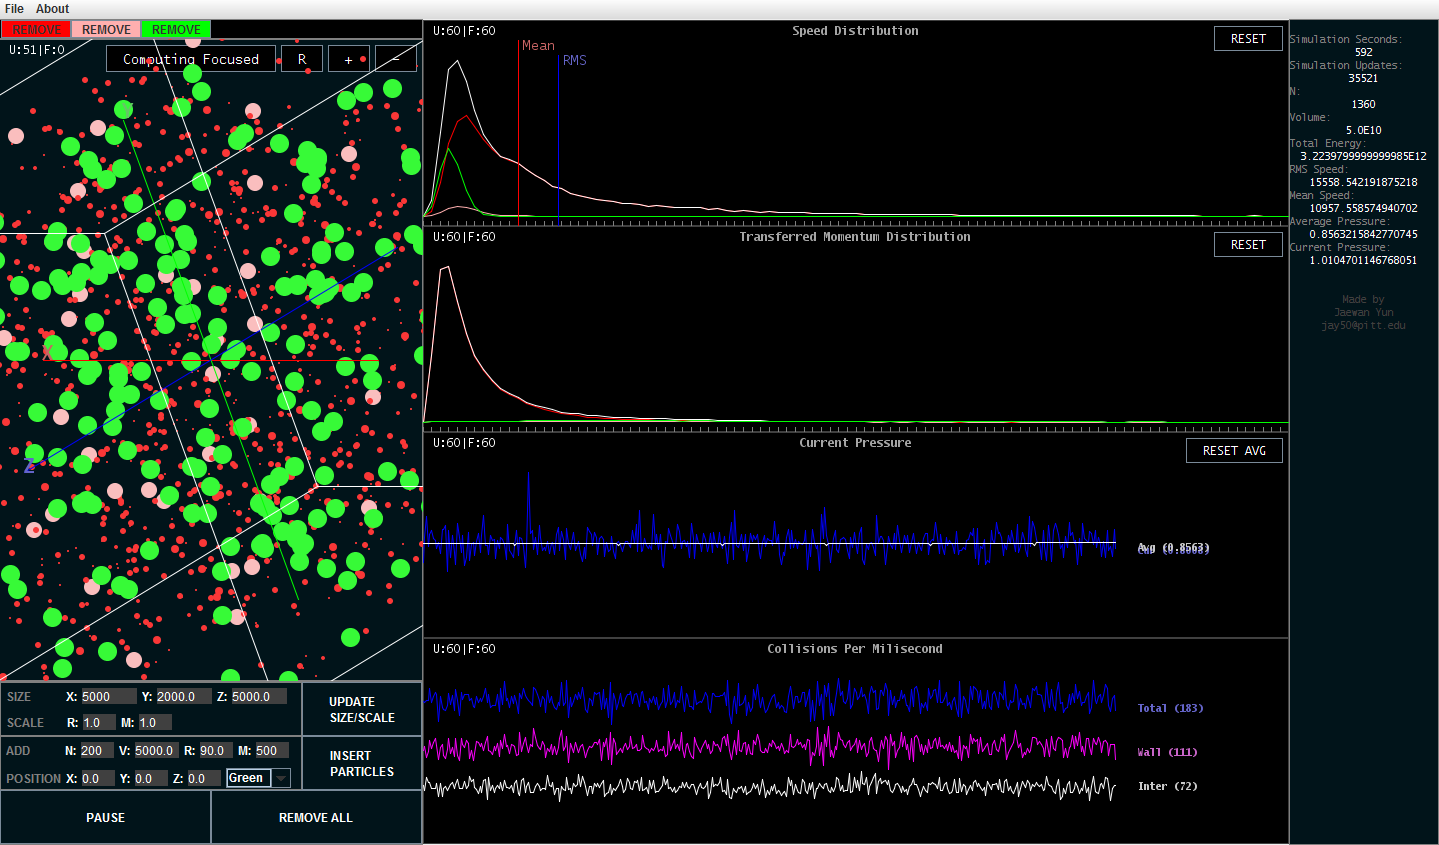 File About
REMOVE REMOVE REMOVE
U:51|F:0
Computing Focused R + -
X
Z
SIZE X: 5000 Y: 2000.0 Z: 5000.0
SCALE R: 1.0 M: 1.0
UPDATE
SIZE/SCALE
ADD N: 200 V: 5000.0 R: 90.0 M: 500
POSITION X: 0.0 Y: 0.0 Z: 0.0 Green
INSERT
PARTICLES
PAUSE REMOVE ALL
U:60|F:60 Speed Distribution RESET
Mean
RMS
U:60|F:60 Transferred Momentum Distribution RESET
U:60|F:60 Current Pressure RESET AVG
Avg (0.8563)
U:60|F:60 Collisions Per Milisecond
Total (183)
Wall (111)
Inter (72)
Simulation Seconds:
592
Simulation Updates:
35521
N:
1360
Volume:
5.0E10
Total Energy:
3.2239799999999985E12
RMS Speed:
15558.542191875218
Mean Speed:
10957.558574940702
Average Pressure:
0.8563215842770745
Current Pressure:
1.0104701146768051
Made by
Jaewan Yun
jay50@pitt.edu